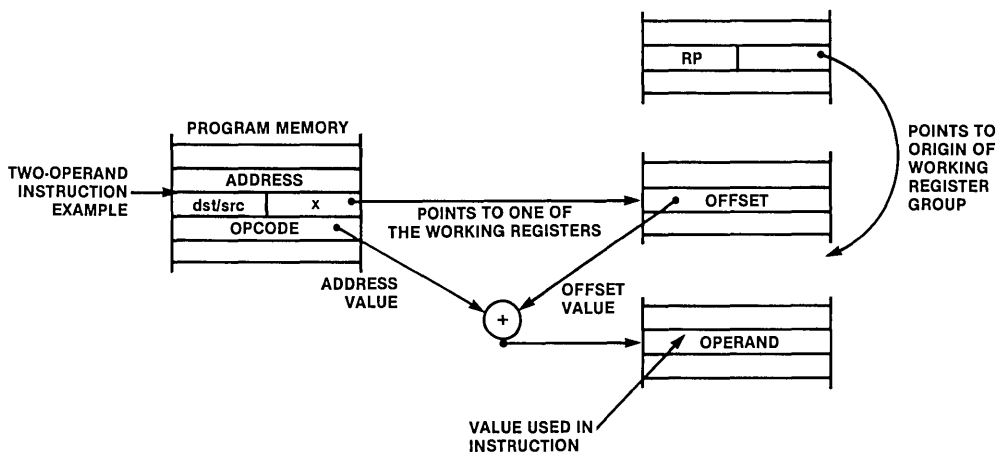 RP
POINTS TO
ORIGIN OF
WORKING
REGISTER
GROUP
PROGRAM MEMORY
TWO-OPERAND
INSTRUCTION
EXAMPLE
ADDRESS
dst/src x
OPCODE
POINTS TO ONE OF
THE WORKING REGISTERS
OFFSET
ADDRESS
VALUE
OFFSET
VALUE
+
OPERAND
VALUE USED IN
INSTRUCTION